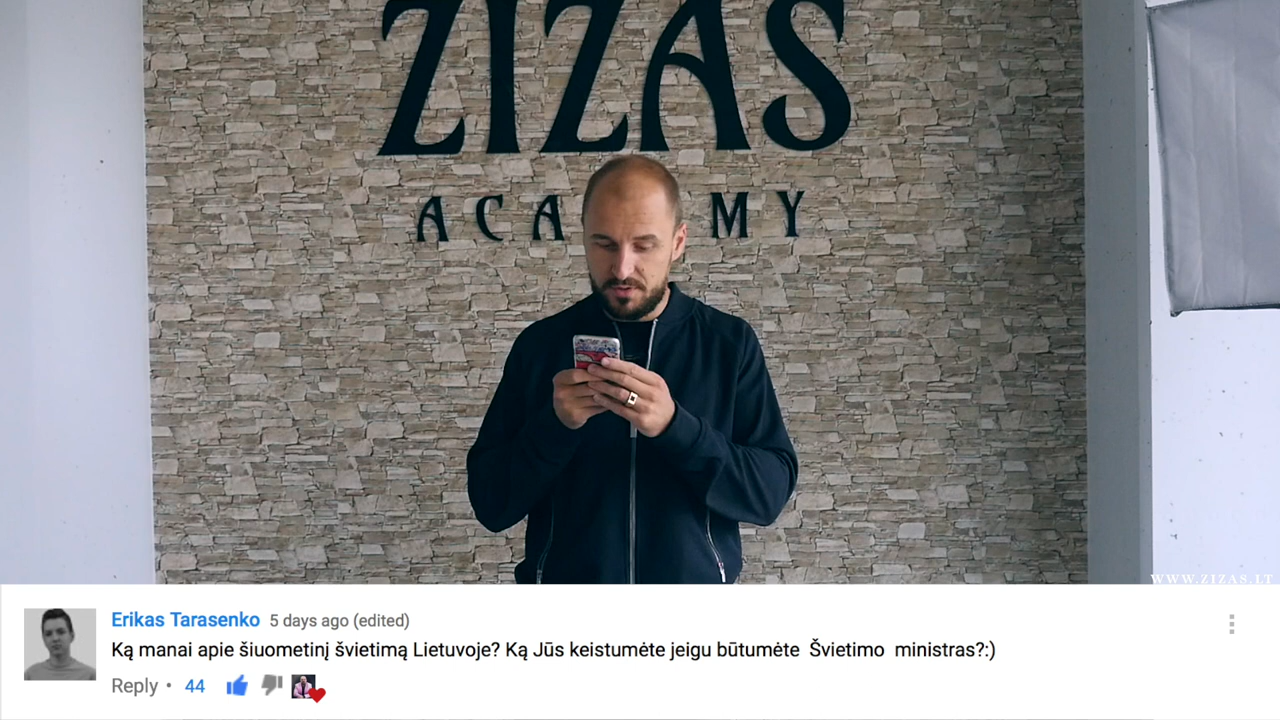 ZIZAS
ACA MY
WWW.ZIZAS.LT
Erikas Tarasenko 5 days ago (edited)
Ką manai apie šiuometinį švietimą Lietuvoje? Ką Jūs keistumėte jeigu būtumėte Švietimo ministras?:)
Reply • 44